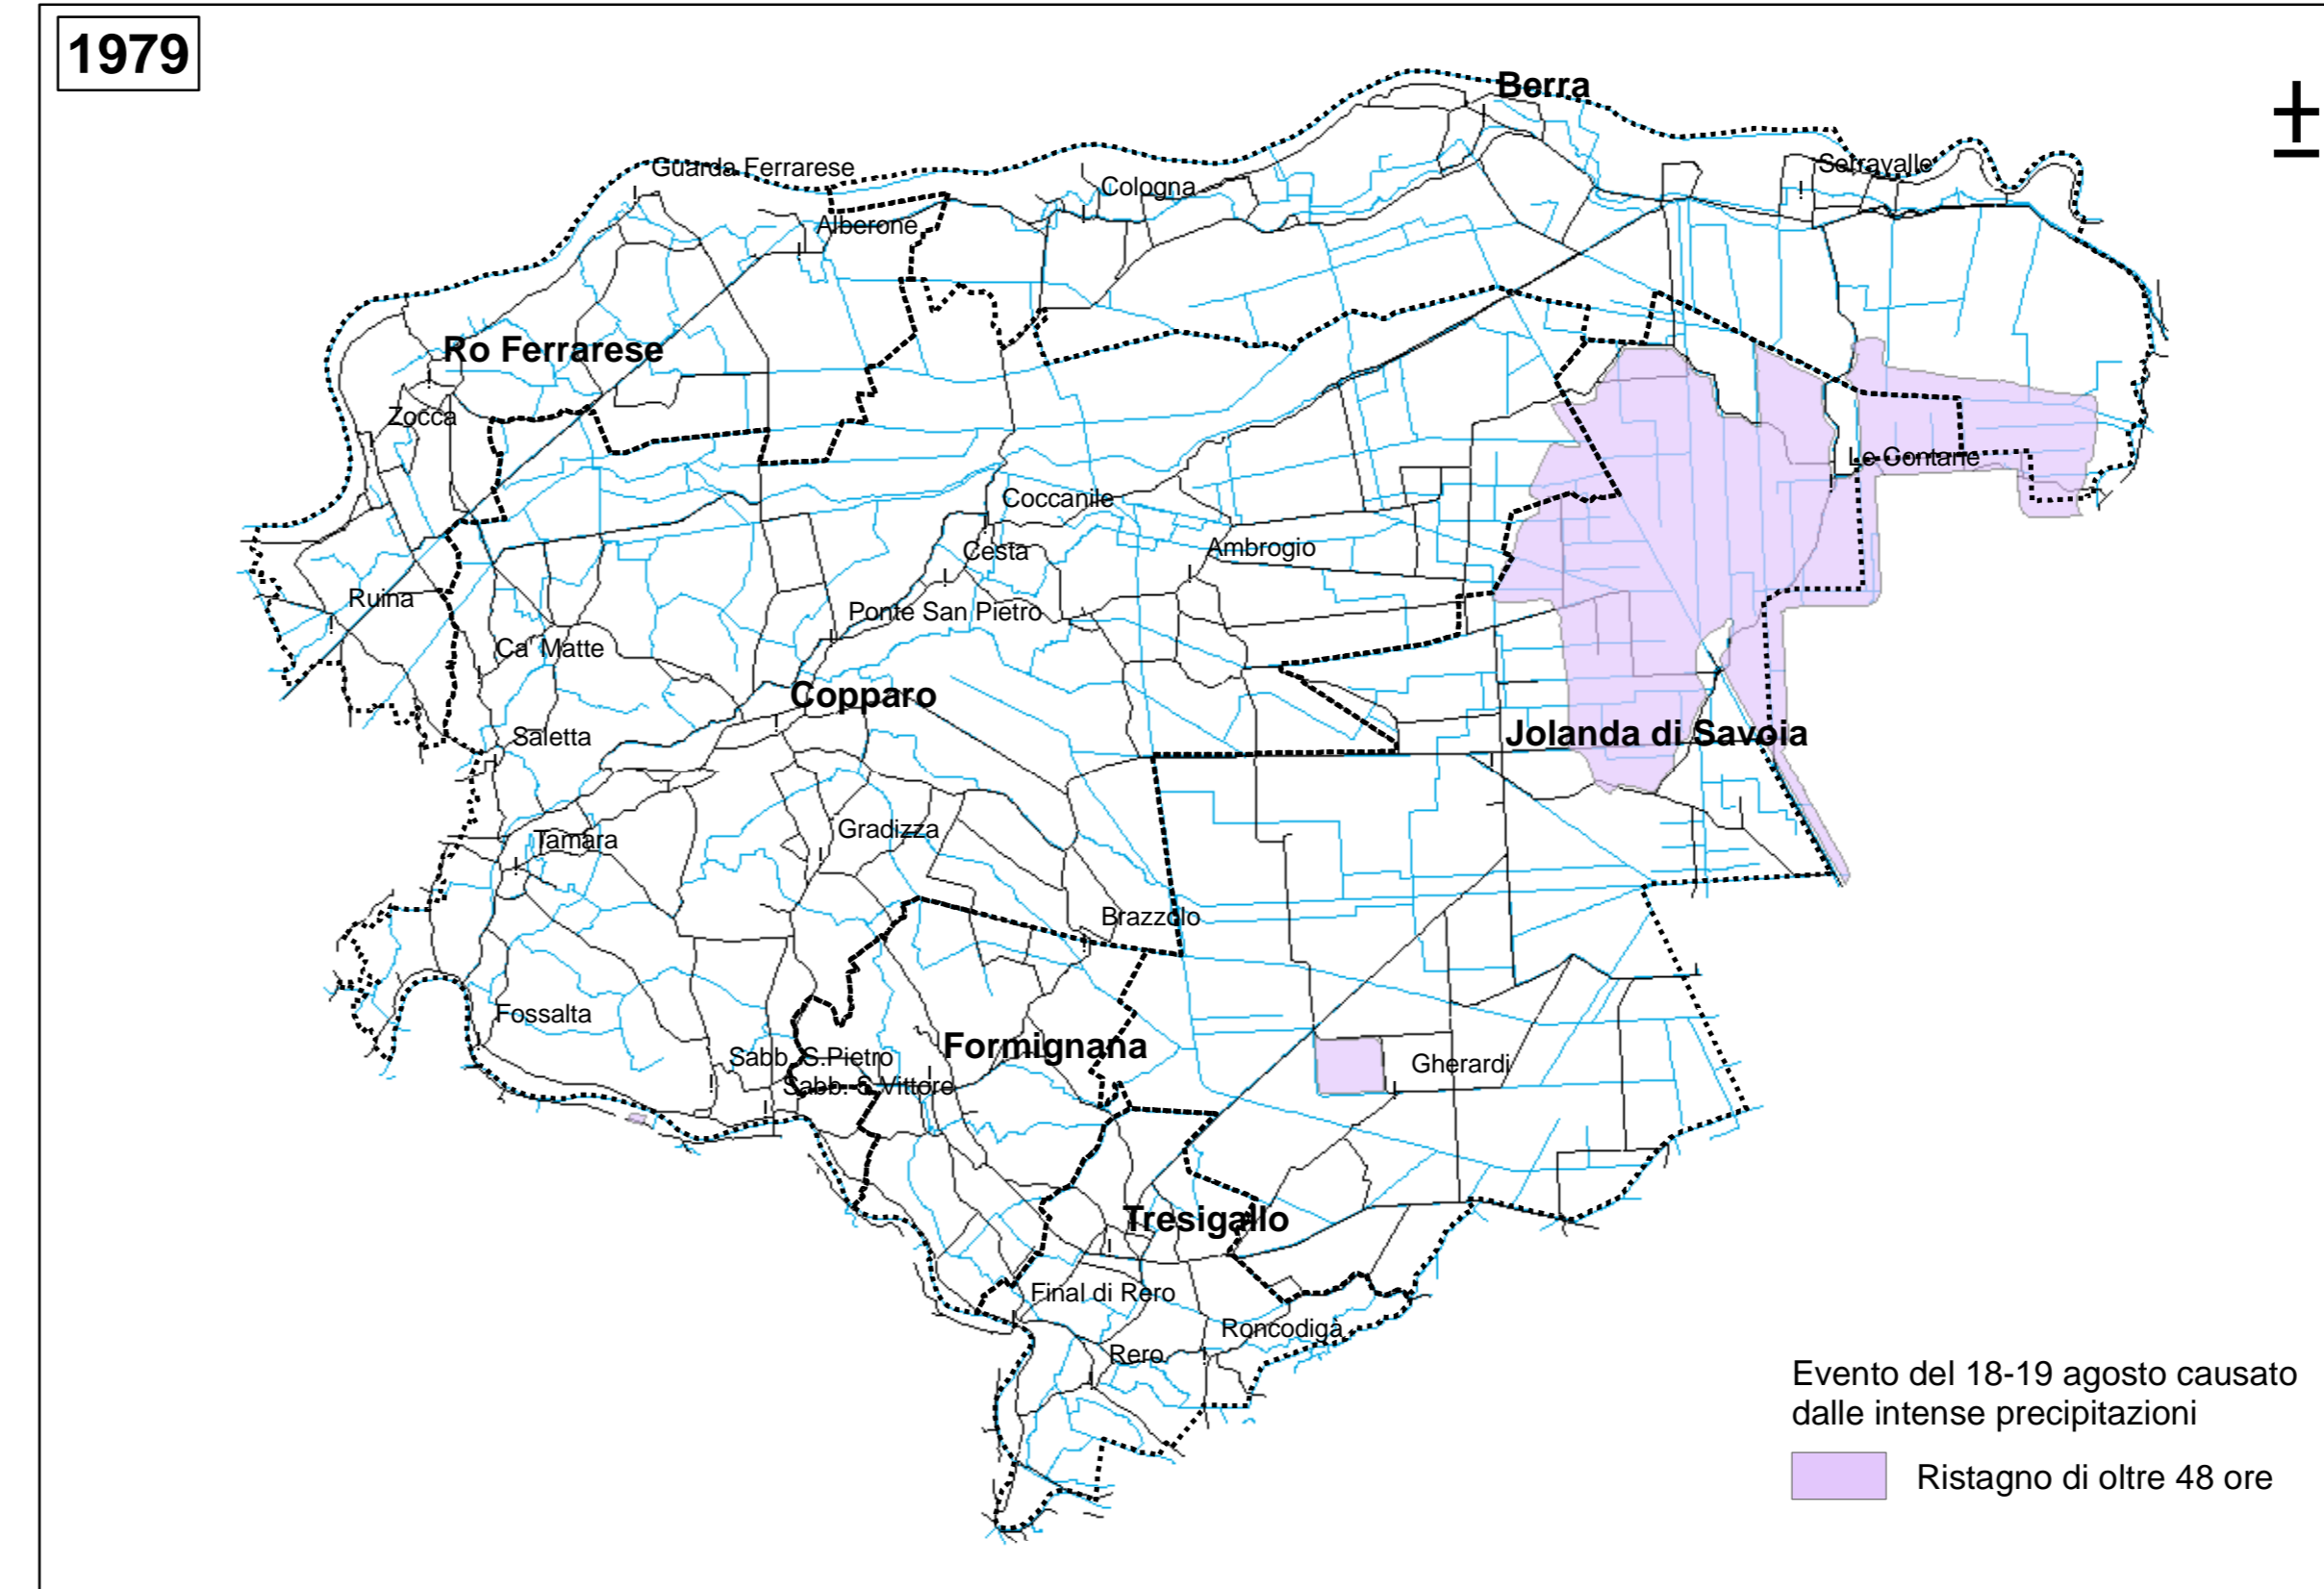 1979
Berra
±
Guarda Ferrarese
Serravalle
Cologna
Alberone
Ro Ferrarese
Zocca
Le Contane
Coccanile
Cesta
Ambrogio
Ruina
Ponte San Pietro
Ca' Matte
Copparo
Saletta
Jolanda di Savoia
Gradizza
Tamara
Brazzolo
Fossalta
Formignana
Sabb. S.Pietro
Gherardi
Sabb. S.Vittore
Tresigallo
Final di Rero
Roncodigà
Rero
Evento del 18-19 agosto causato
dalle intense precipitazioni
Ristagno di oltre 48 ore